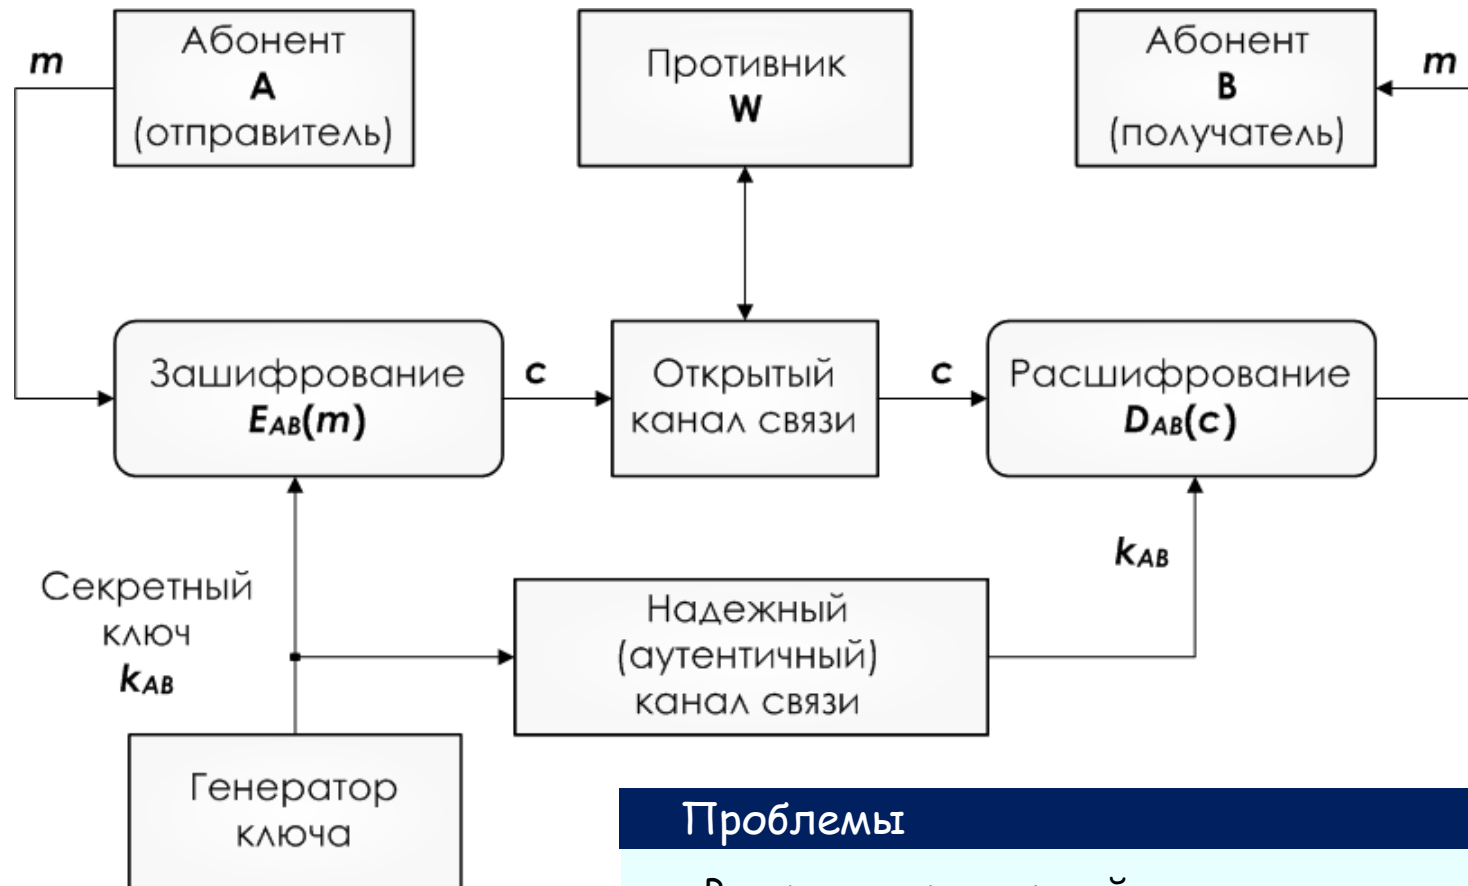 m
Абонент
A
(отправитель)
Противник
W
Абонент
B
(получатель)
m
Зашифрование
EAB(m)
c
Открытый
канал связи
c
Расшифрование
DAB(c)
Секретный
ключ
kAB
Надежный
(аутентичный)
канал связи
kAB
Генератор
ключа
Проблемы